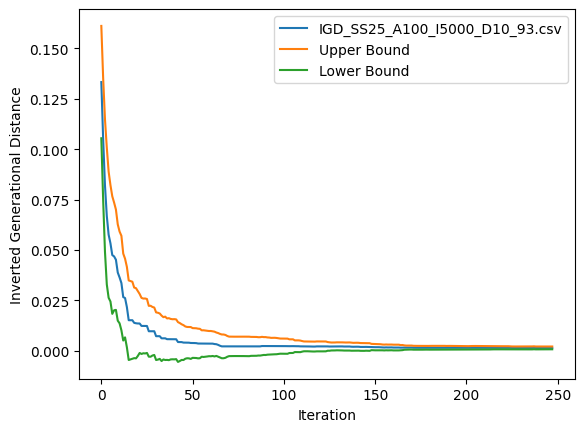 IGD_SS25_A100_I5000_D10_93.csv
Upper Bound
Lower Bound
Inverted Generational Distance
0.150
0.125
0.100
0.075
0.050
0.025
0.000
0
50
100
150
200
250
Iteration